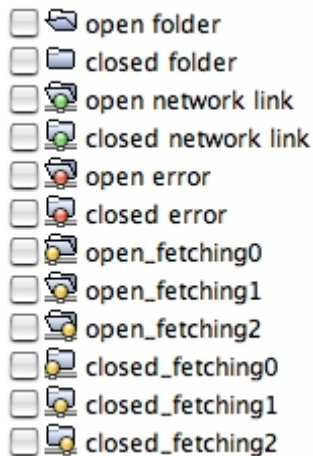 open folder
closed folder
open network link
closed network link
open error
closed error
open_fetching0
open_fetching1
open_fetching2
closed_fetching0
closed_fetching1
closed_fetching2